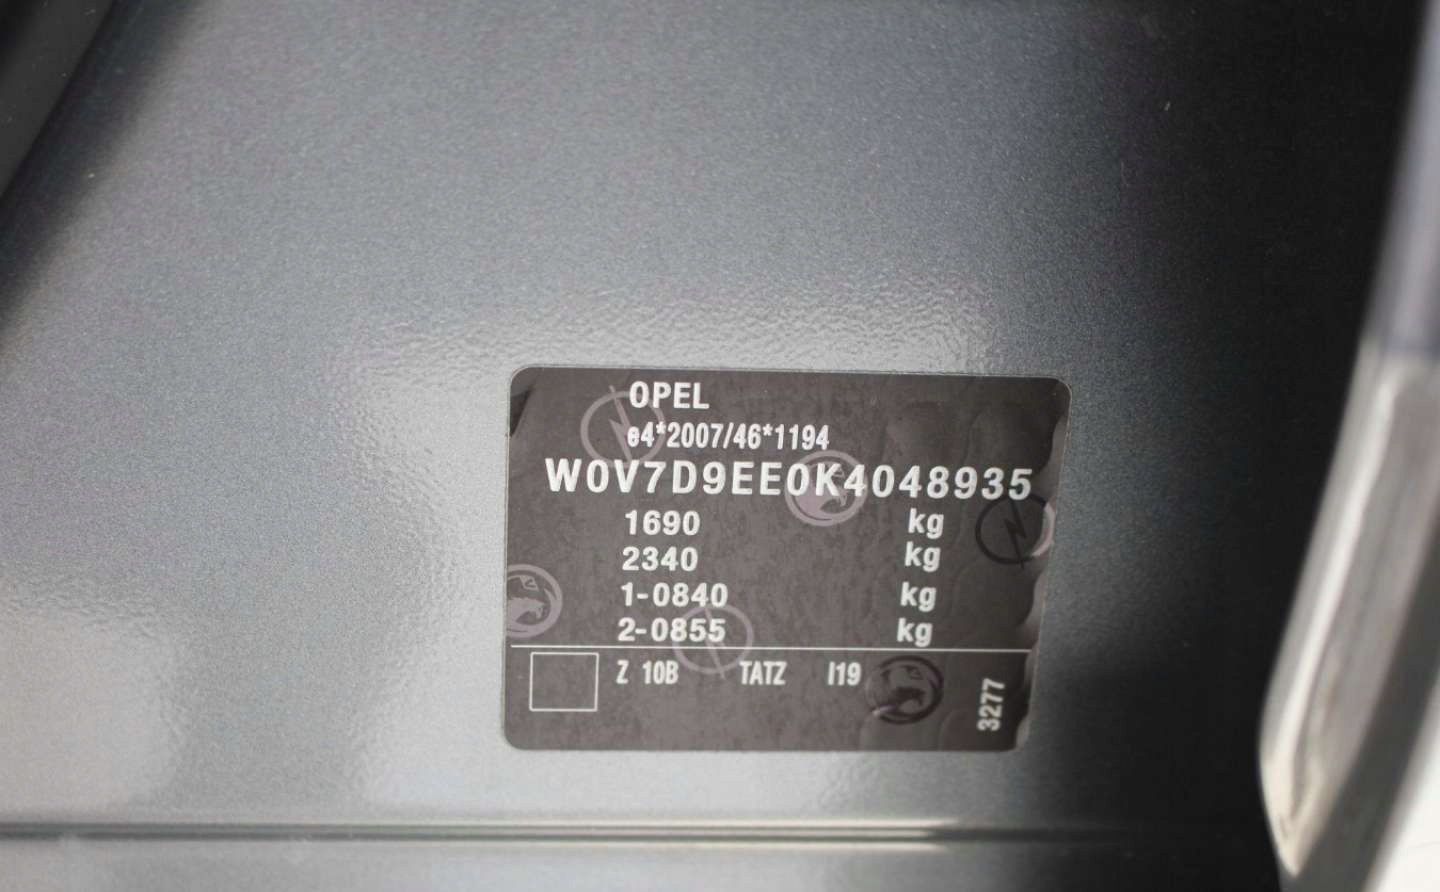 OPEL
e4*2007/46*1194
W0V7D9EE0K4048935
1690 kg
2340 kg
1-0840 kg
2-0855 kg
Z 10B TATZ I19
3277